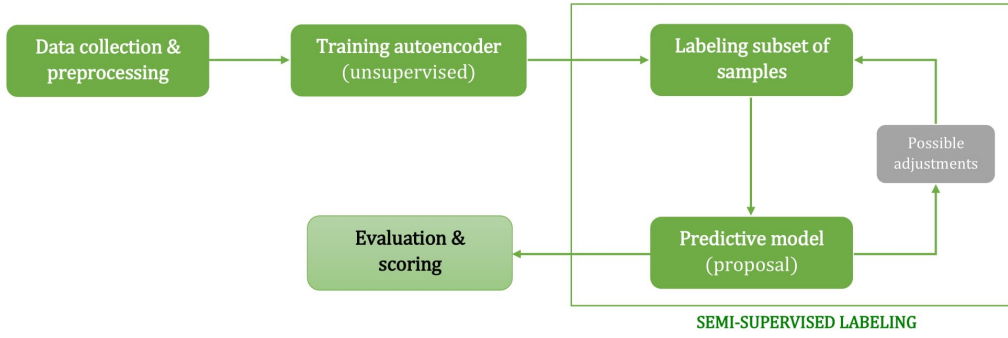 Data collection &
preprocessing
Training autoencoder
(unsupervised)
Labeling subset of
samples
Possible
adjustments
Evaluation &
scoring
Predictive model
(proposal)
SEMI-SUPERVISED LABELING